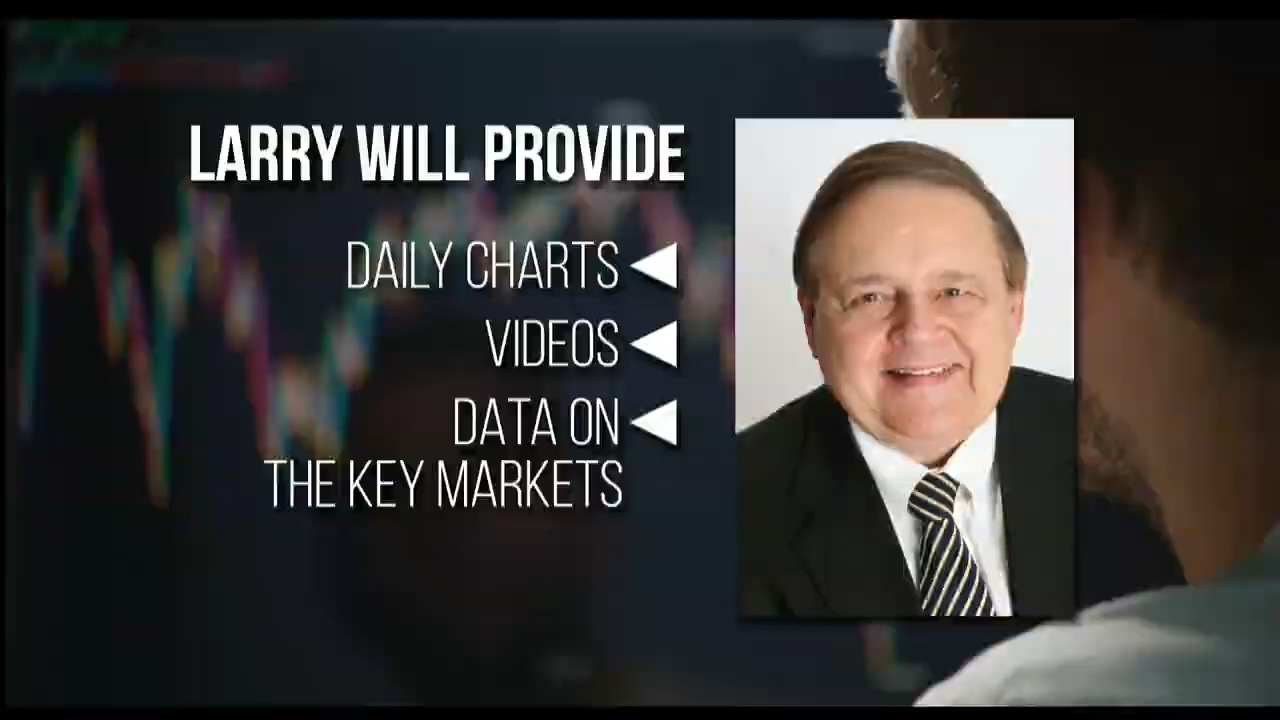 LARRY WILL PROVIDE
DAILY CHARTS
VIDEOS
DATA ON
THE KEY MARKETS